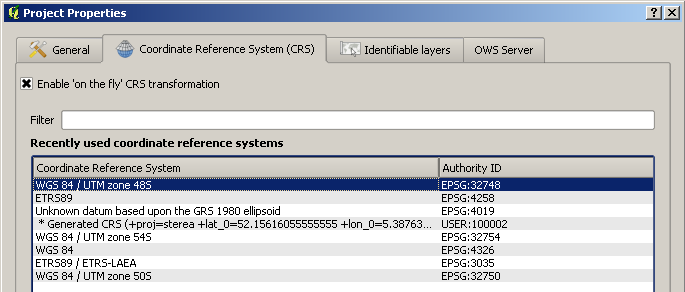 Project Properties
General
Coordinate Reference System (CRS)
Identifiable layers
OWS Server
Enable 'on the fly' CRS transformation
Filter
Recently used coordinate reference systems
Coordinate Reference System Authority ID
WGS 84 / UTM zone 48S EPSG:32748
ETRS89 EPSG:4258
Unknown datum based upon the GRS 1980 ellipsoid EPSG:4019
* Generated CRS (+proj=sterea +lat_0=52.15616055555555 +lon_0=5.38763... USER:100002
WGS 84 / UTM zone 54S EPSG:32754
WGS 84 EPSG:4326
ETRS89 / ETRS-LAEA EPSG:3035
WGS 84 / UTM zone 50S EPSG:32750